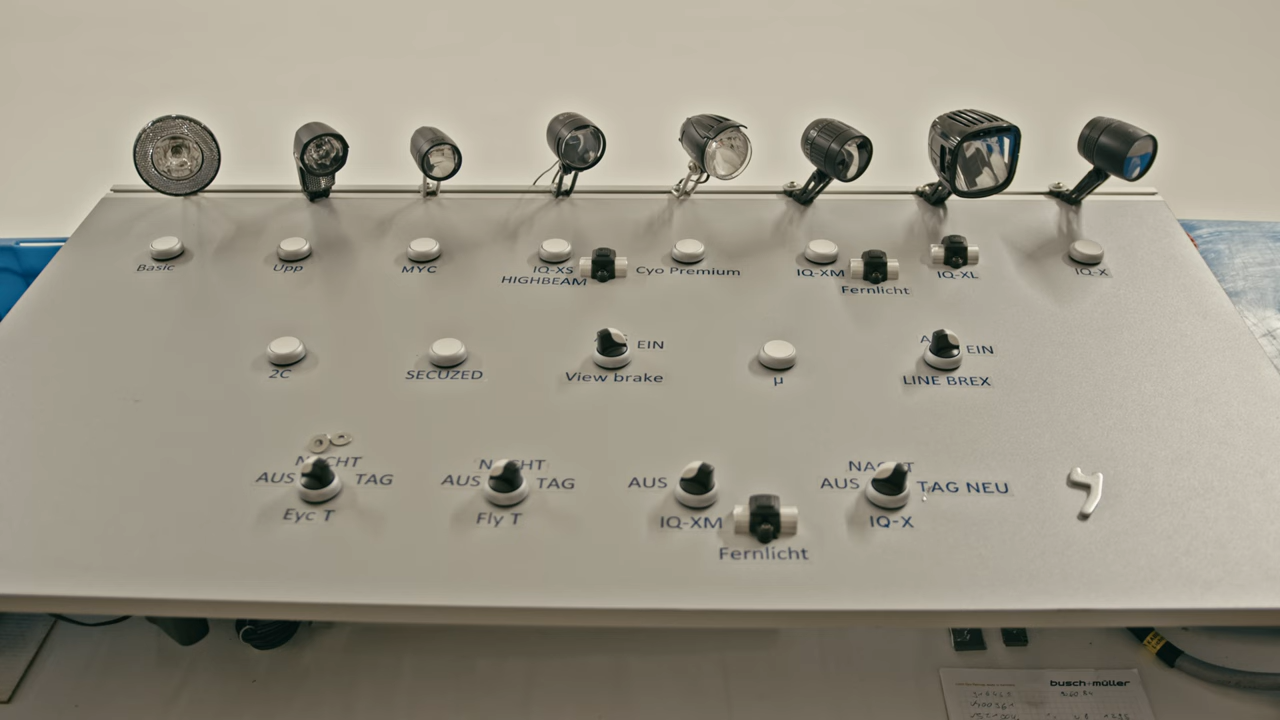 Basic
Upp
MYC
IQ-XS
HIGHBEAM
Cyo Premium
IQ-XM
Fernlicht
IQ-XL
IQ-X
2C
SECUZED
EIN
View brake
µ
EIN
LINE BREX
NACHT
AUS TAG
Eyc T
NACHT
AUS TAG
Fly T
AUS
IQ-XM
Fernlicht
NACHT
AUS TAG NEU
IQ-X
busch+müller